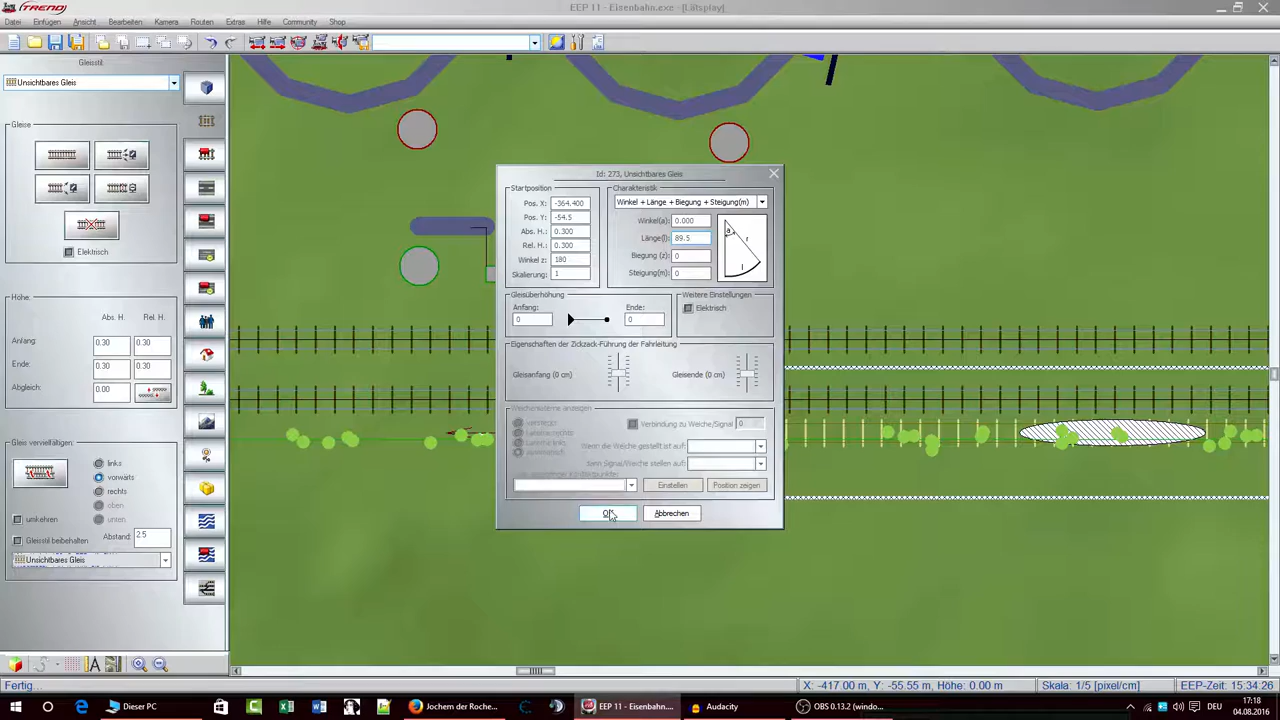 TREND
EEP 11 - Eisenbahn.exe - [Lätsplay]
Datei Einfügen Ansicht Bearbeiten Kamera Routen Extras Hilfe Community Shop
Gleisstil
Unsichtbares Gleis
Gleise
Elektrisch
Höhe:
Abs. H. Rel. H.
Anfang: 0.30 0.30
Ende: 0.30 0.30
Abgleich: 0.00
Gleis vervielfältigen:
links
vorwärts
rechts
oben
unten
umkehren
Gleisstil beibehalten
Abstand: 2.5
Unsichtbares Gleis
Id: 273, Unsichtbares Gleis
Startposition
Pos. X: -364.400
Pos. Y: -54.5
Abs. H.: 0.300
Rel. H.: 0.300
Winkel z: 180
Skalierung: 1
Charakteristik
Winkel + Länge + Biegung + Steigung(m)
Winkel(a): 0.000
Länge(l): 89.5
Biegung (z): 0
Steigung(m): 0
a r l
Gleisüberhöhung
Anfang: 0
Ende: 0
Weitere Einstellungen
Elektrisch
Eigenschaften der Zickzack-Führung der Fahrleitung
Gleisanfang (0 cm)
Gleisende (0 cm)
Weichenlaterne anzeigen
Laterne links
Verbindung zu Weiche/Signal 0
Wenn die Weiche gestellt ist auf:
dann Signal/Weiche stellen auf:
Einstellen
Position zeigen
OK
Abbrechen
Fertig...
X: -417.00 m, Y: -55.55 m, Höhe: 0.00 m
Skala: 1/5 [pixel/cm]
EEP-Zeit: 15:34:26
Dieser PC
Jochem der Roche...
EEP 11 - Eisenbahn....
Audacity
OBS 0.13.2 (windo...
DEU
17:18
04.08.2016